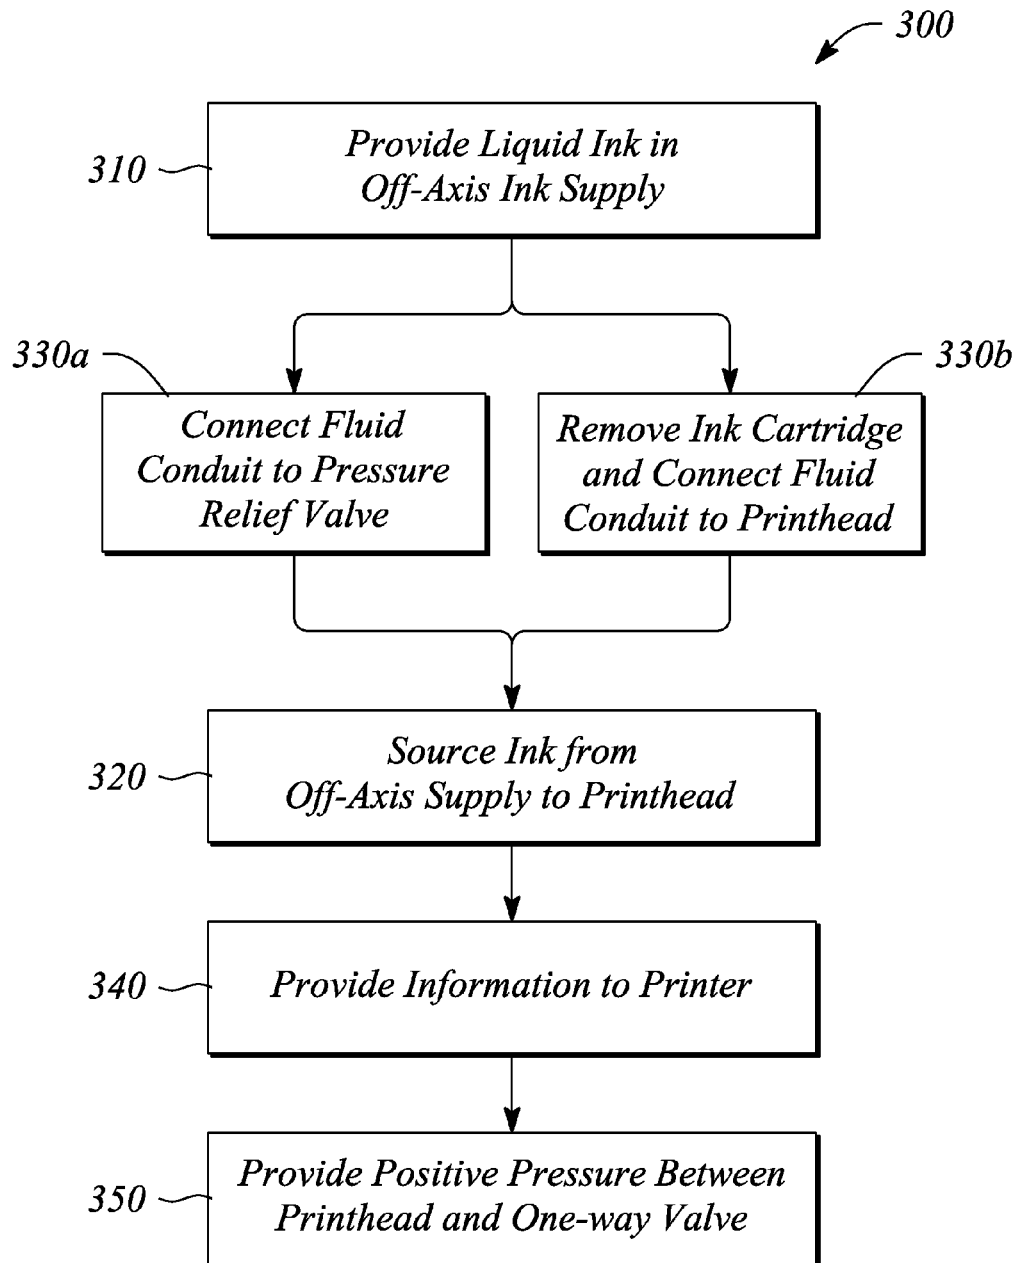 300
310
Provide Liquid Ink in
Off-Axis Ink Supply
330a
330b
Connect Fluid
Conduit to Pressure
Relief Valve
Remove Ink Cartridge
and Connect Fluid
Conduit to Printhead
320
Source Ink from
Off-Axis Supply to Printhead
340
Provide Information to Printer
350
Provide Positive Pressure Between
Printhead and One-way Valve